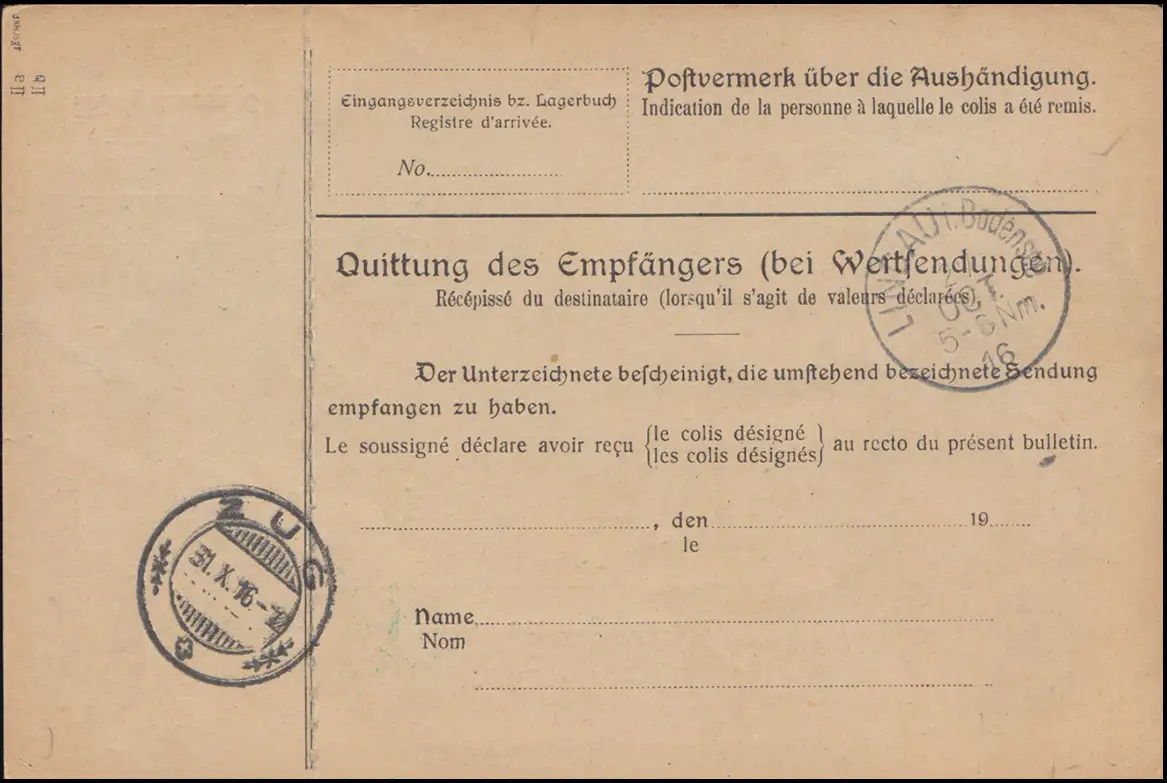 IIa
IIb
Eingangsverzeichnis bz. Lagerbuch
Registre d'arrivée.
No.
Postvermerk über die Aushändigung.
Indication de la personne à laquelle le colis a été remis.
LINDAU i. Bodensee
OCT.
5-6 Nm.
16
Quittung des Empfängers (bei Wertsendungen).
Récépissé du destinataire (lorsqu'il s'agit de valeurs déclarées).
Der Unterzeichnete bescheinigt, die umstehend bezeichnete Sendung
empfangen zu haben.
Le soussigné déclare avoir reçu {le colis désigné / les colis désignés} au recto du présent bulletin.
, den 19
le
ZUG
31.X.16-12
Name
Nom